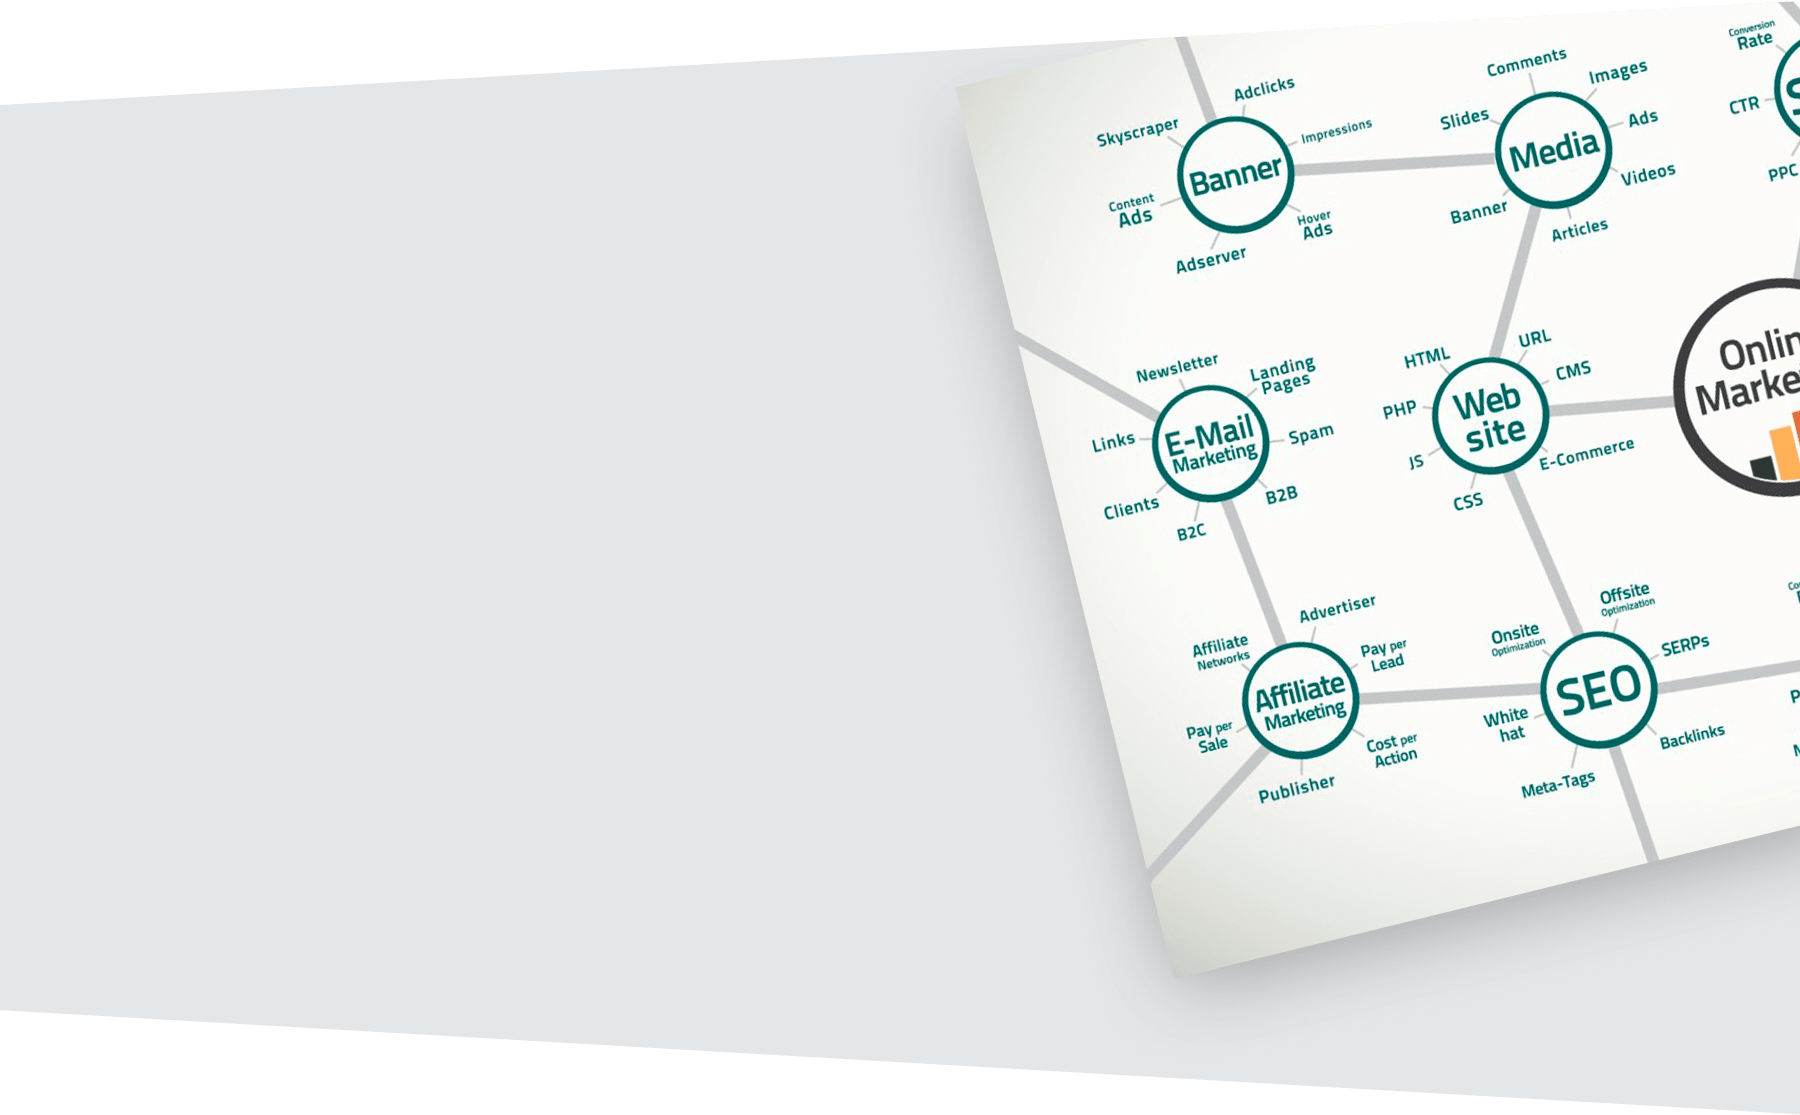 Adclicks
Skyscraper
Impressions
Banner
Content
Ads
Hover
Ads
Adserver
Comments
Images
Slides
Ads
Media
Videos
Banner
Articles
Conversion
Rate
CTR
PPC
Newsletter
Landing
Pages
Links
E-Mail
Marketing
Spam
Clients
B2B
B2C
HTML
URL
CMS
PHP
Web
site
JS
E-Commerce
CSS
Onlin
Marke
Advertiser
Affiliate
Networks
Pay per
Lead
Affiliate
Marketing
Pay per
Sale
Cost per
Action
Publisher
Offsite
Optimization
Onsite
Optimization
SERPs
SEO
White
hat
Backlinks
Meta-Tags